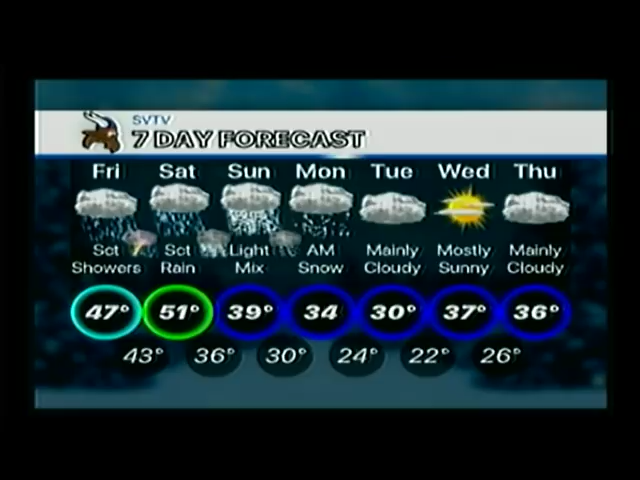 SVTV
7 DAY FORECAST
Fri Sat Sun Mon Tue Wed Thu
Sct Showers
Sct Rain
Light Mix
AM Snow
Mainly Cloudy
Mostly Sunny
Mainly Cloudy
47° 51° 39° 34 30° 37° 36°
43° 36° 30° 24° 22° 26°